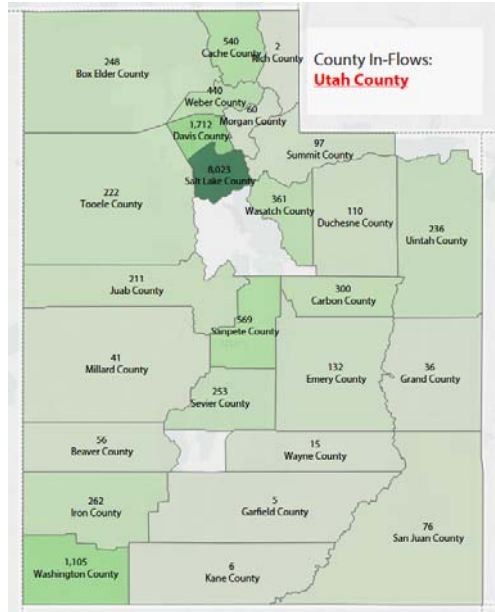 County In-Flows:
Utah County
540
Cache County
2
Rich County
248
Box Elder County
440
Weber County
60
Morgan County
1,712
Davis County
97
Summit County
8,023
Salt Lake County
222
Tooele County
361
Wasatch County
110
Duchesne County
236
Uintah County
211
Juab County
300
Carbon County
569
Sanpete County
41
Millard County
132
Emery County
36
Grand County
253
Sevier County
56
Beaver County
15
Wayne County
262
Iron County
5
Garfield County
76
San Juan County
1,105
Washington County
6
Kane County